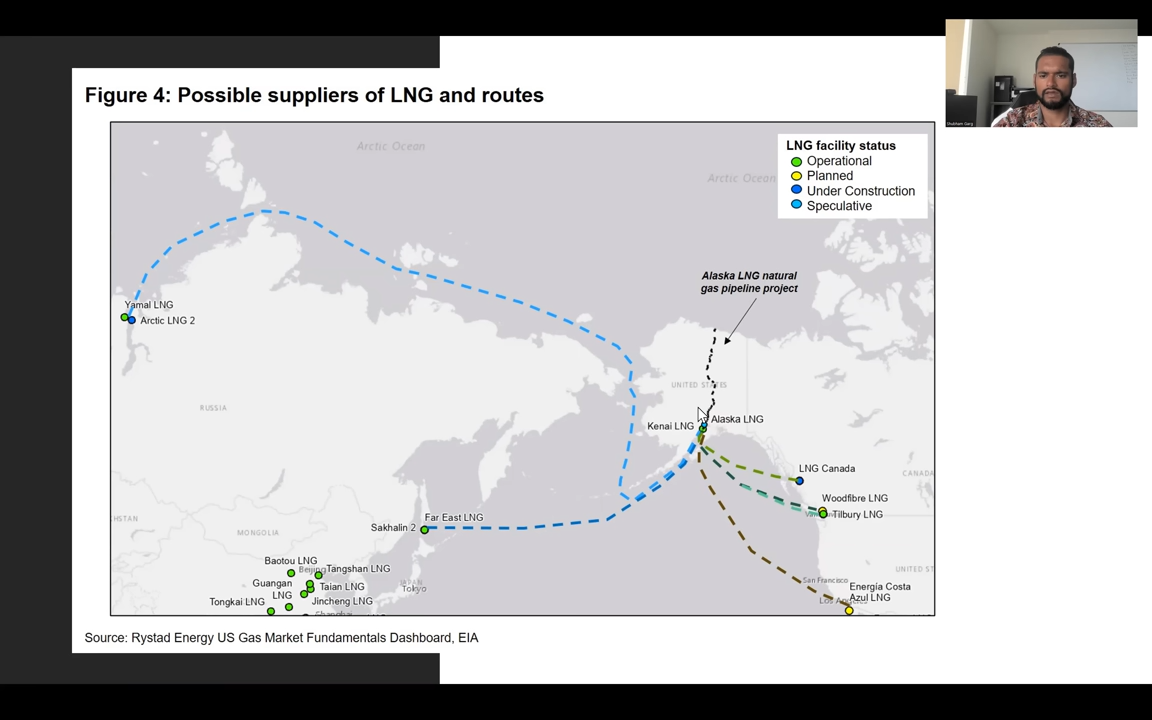 Figure 4: Possible suppliers of LNG and routes
Arctic Ocean
Arctic Ocean
LNG facility status
Operational
Planned
Under Construction
Speculative
Alaska LNG natural
gas pipeline project
Yamal LNG
Arctic LNG 2
UNITED STATES
RUSSIA
Kenai LNG
Alaska LNG
LNG Canada
CANADA
Woodfibre LNG
Tilbury LNG
Far East LNG
Sakhalin 2
HSTAN
MONGOLIA
Baotou LNG
Beijing
Tangshan LNG
Guangan
LNG
Taian LNG
Jincheng LNG
Tongkai LNG
Shanghai
JAPAN
Tokyo
UNITED ST
San Francisco
Los Angeles
Energía Costa
Azul LNG
Source: Rystad Energy US Gas Market Fundamentals Dashboard, EIA
Shubham Garg